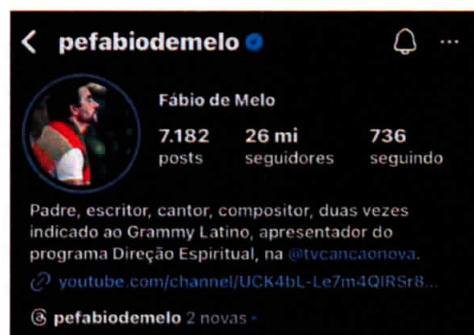 pefabiodemelo
Fábio de Melo
7.182 26 mi 736
posts seguidores seguindo
Padre, escritor, cantor, compositor, duas vezes
indicado ao Grammy Latino, apresentador do
programa Direção Espiritual, na @tvcancaonova.
youtube.com/channel/UCK4bL-Le7m4QIRSr8...
pefabiodemelo 2 novas